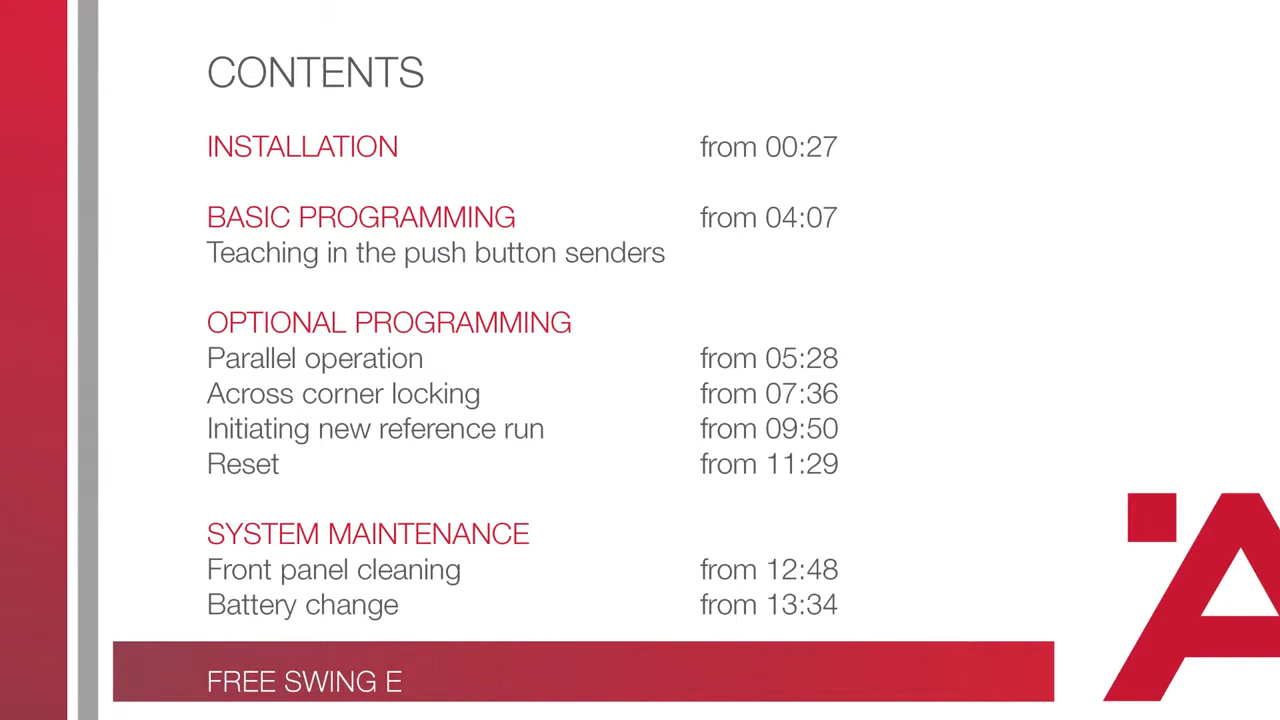 CONTENTS
INSTALLATION from 00:27
BASIC PROGRAMMING from 04:07
Teaching in the push button senders
OPTIONAL PROGRAMMING
Parallel operation from 05:28
Across corner locking from 07:36
Initiating new reference run from 09:50
Reset from 11:29
SYSTEM MAINTENANCE
Front panel cleaning from 12:48
Battery change from 13:34
FREE SWING E